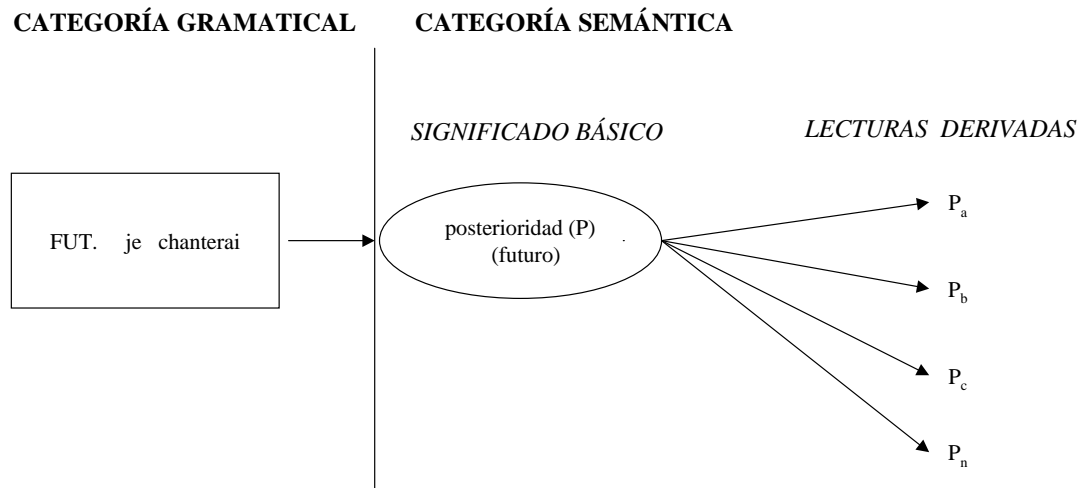 CATEGORÍA GRAMATICAL
CATEGORÍA SEMÁNTICA
SIGNIFICADO BÁSICO
LECTURAS DERIVADAS
FUT. je chanterai
posterioridad (P)
(futuro)
Pa
Pb
Pc
Pn